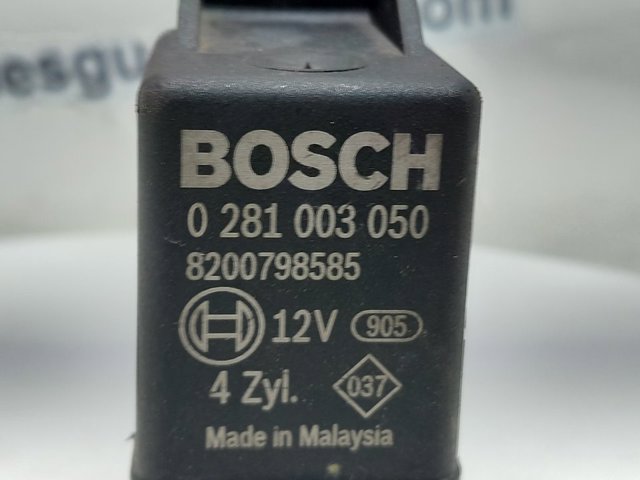 BOSCH
0 281 003 050
8200798585
12V 905
4 Zyl. 037
Made in Malaysia